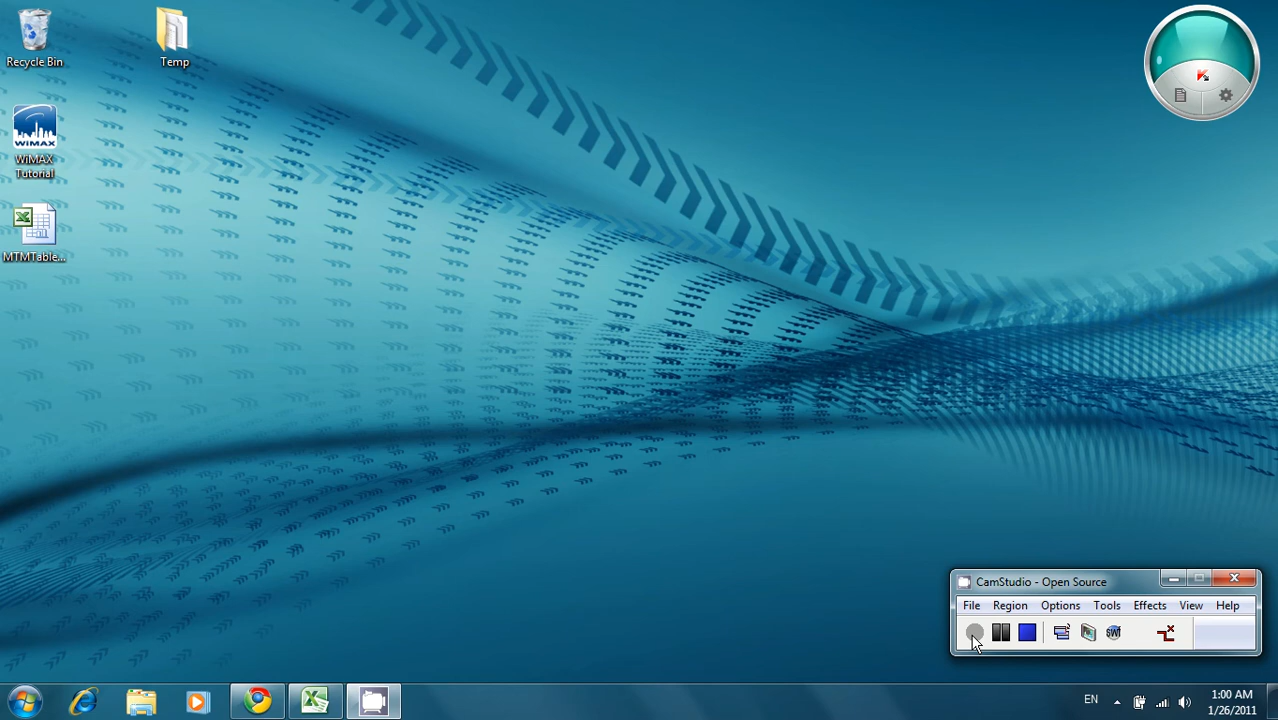 Recycle Bin
Temp
WiMAX
WiMAX
Tutorial
MTMTable...
CamStudio - Open Source
File Region Options Tools Effects View Help
SWF
EN
1:00 AM
1/26/2011